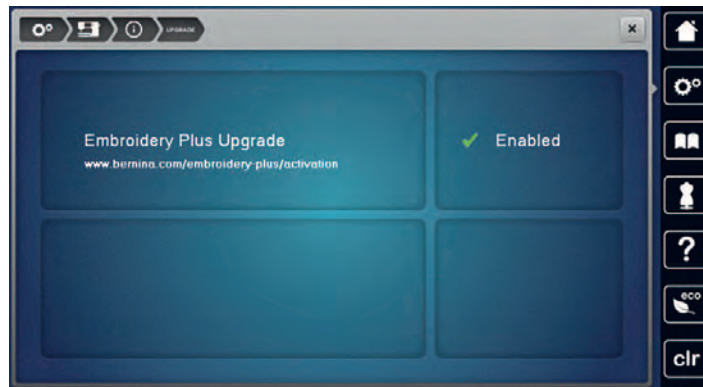 UPGRADE
Embroidery Plus Upgrade
www.bernina.com/embroidery-plus/activation
Enabled
?
eco
clr